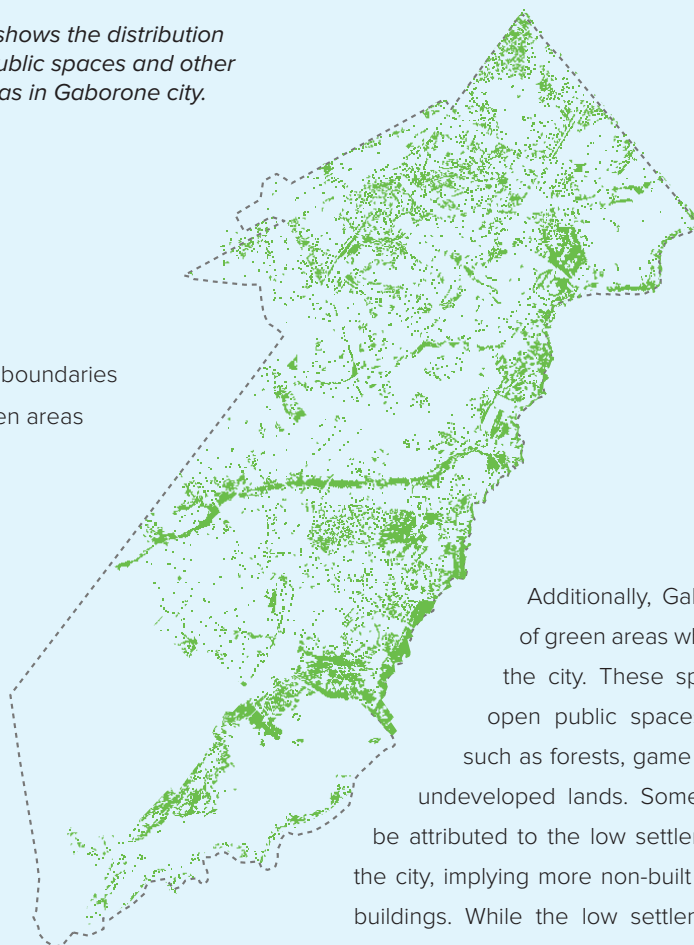 shows the distribution
ublic spaces and other
as in Gaborone city.
boundaries
en areas
Additionally, Gal
of green areas wh
the city. These sp
open public space
such as forests, game
undeveloped lands. Some
be attributed to the low settler
the city, implying more non-built
buildings. While the low settler